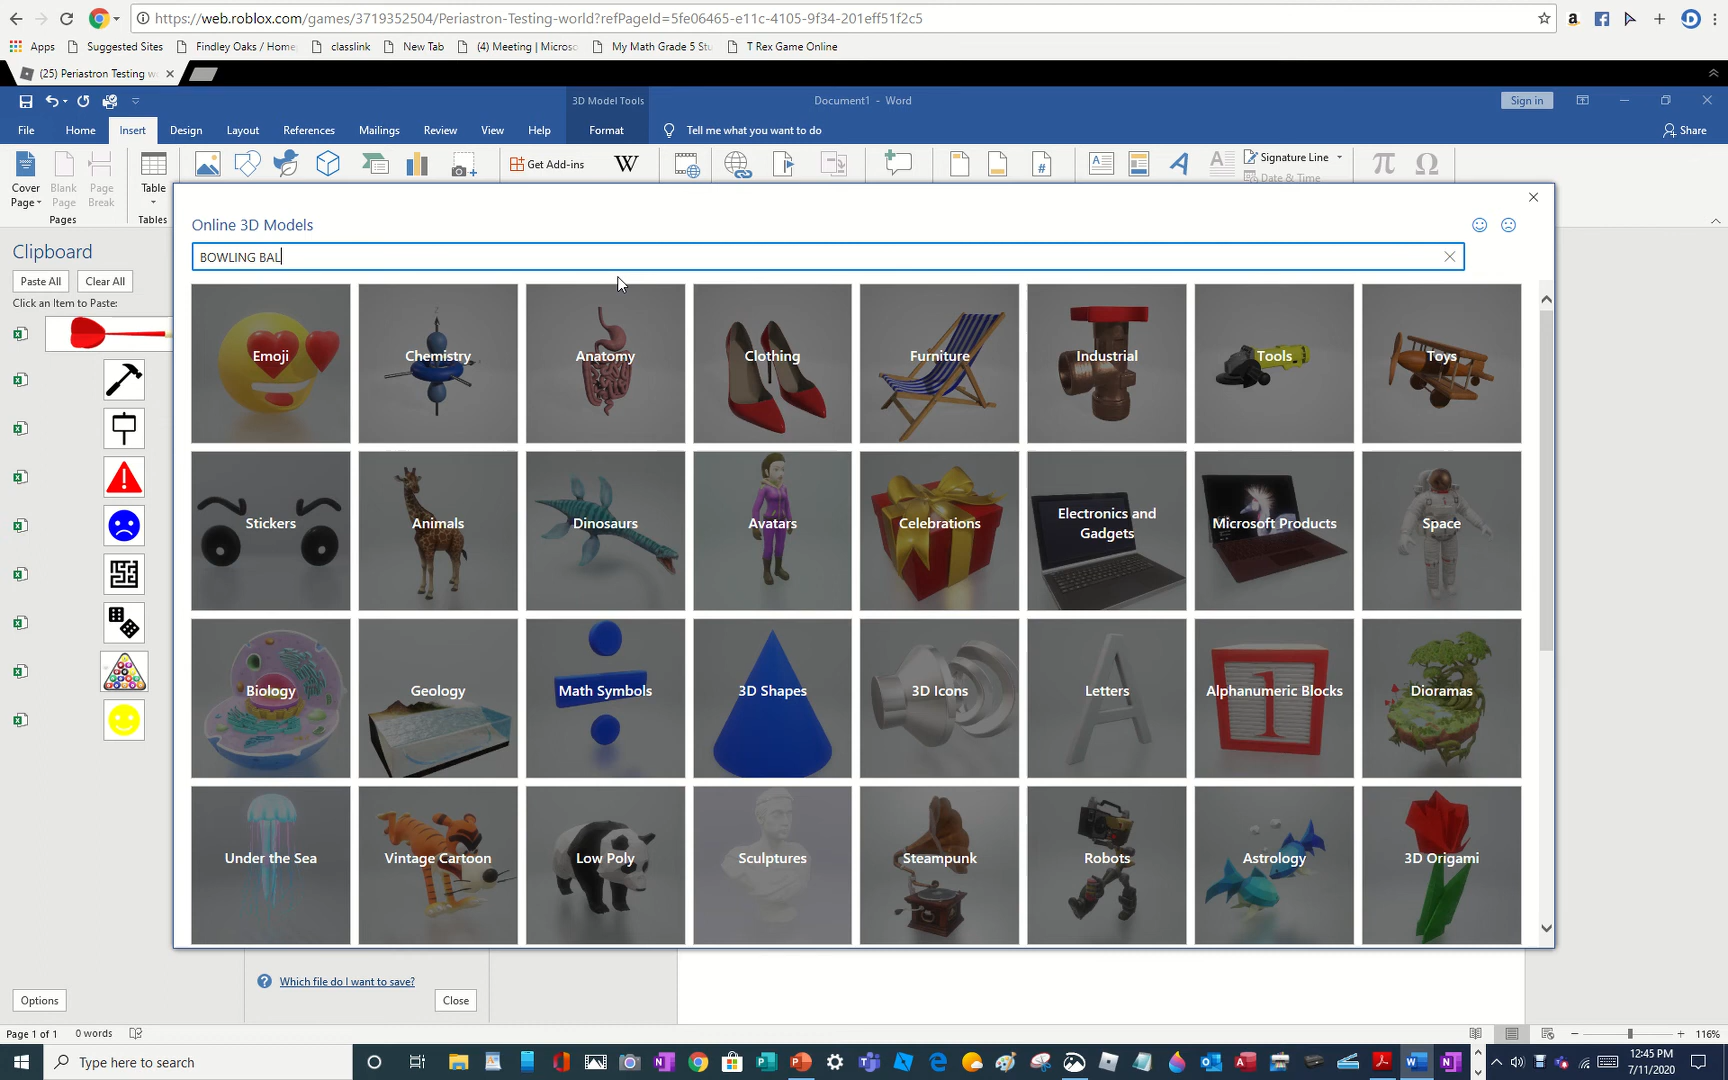 https://web.roblox.com/games/3719352504/Periastron-Testing-world?refPageId=5fe06465-e11c-4105-9f34-201eff51f2c5
Apps Suggested Sites Findley Oaks / Home classlink New Tab (4) Meeting | Micros My Math Grade 5 Stu T Rex Game Online
(25) Periastron Testing w
3D Model Tools Document1 - Word Sign in
File Home Insert Design Layout References Mailings Review View Help Format Tell me what you want to do Share
Get Add-ins W Signature Line
Date & Time
Cover Page Blank Page Page Break Table
Pages Tables
Online 3D Models
BOWLING BAL
Clipboard
Paste All Clear All
Click an Item to Paste:
Emoji Chemistry Anatomy Clothing Furniture Industrial Tools Toys
Stickers Animals Dinosaurs Avatars Celebrations Electronics and Gadgets Microsoft Products Space
Biology Geology Math Symbols 3D Shapes 3D Icons Letters Alphanumeric Blocks Dioramas
Under the Sea Vintage Cartoon Low Poly Sculptures Steampunk Robots Astrology 3D Origami
Which file do I want to save?
Options Close
Page 1 of 1 0 words 116%
Type here to search 12:45 PM
7/11/2020